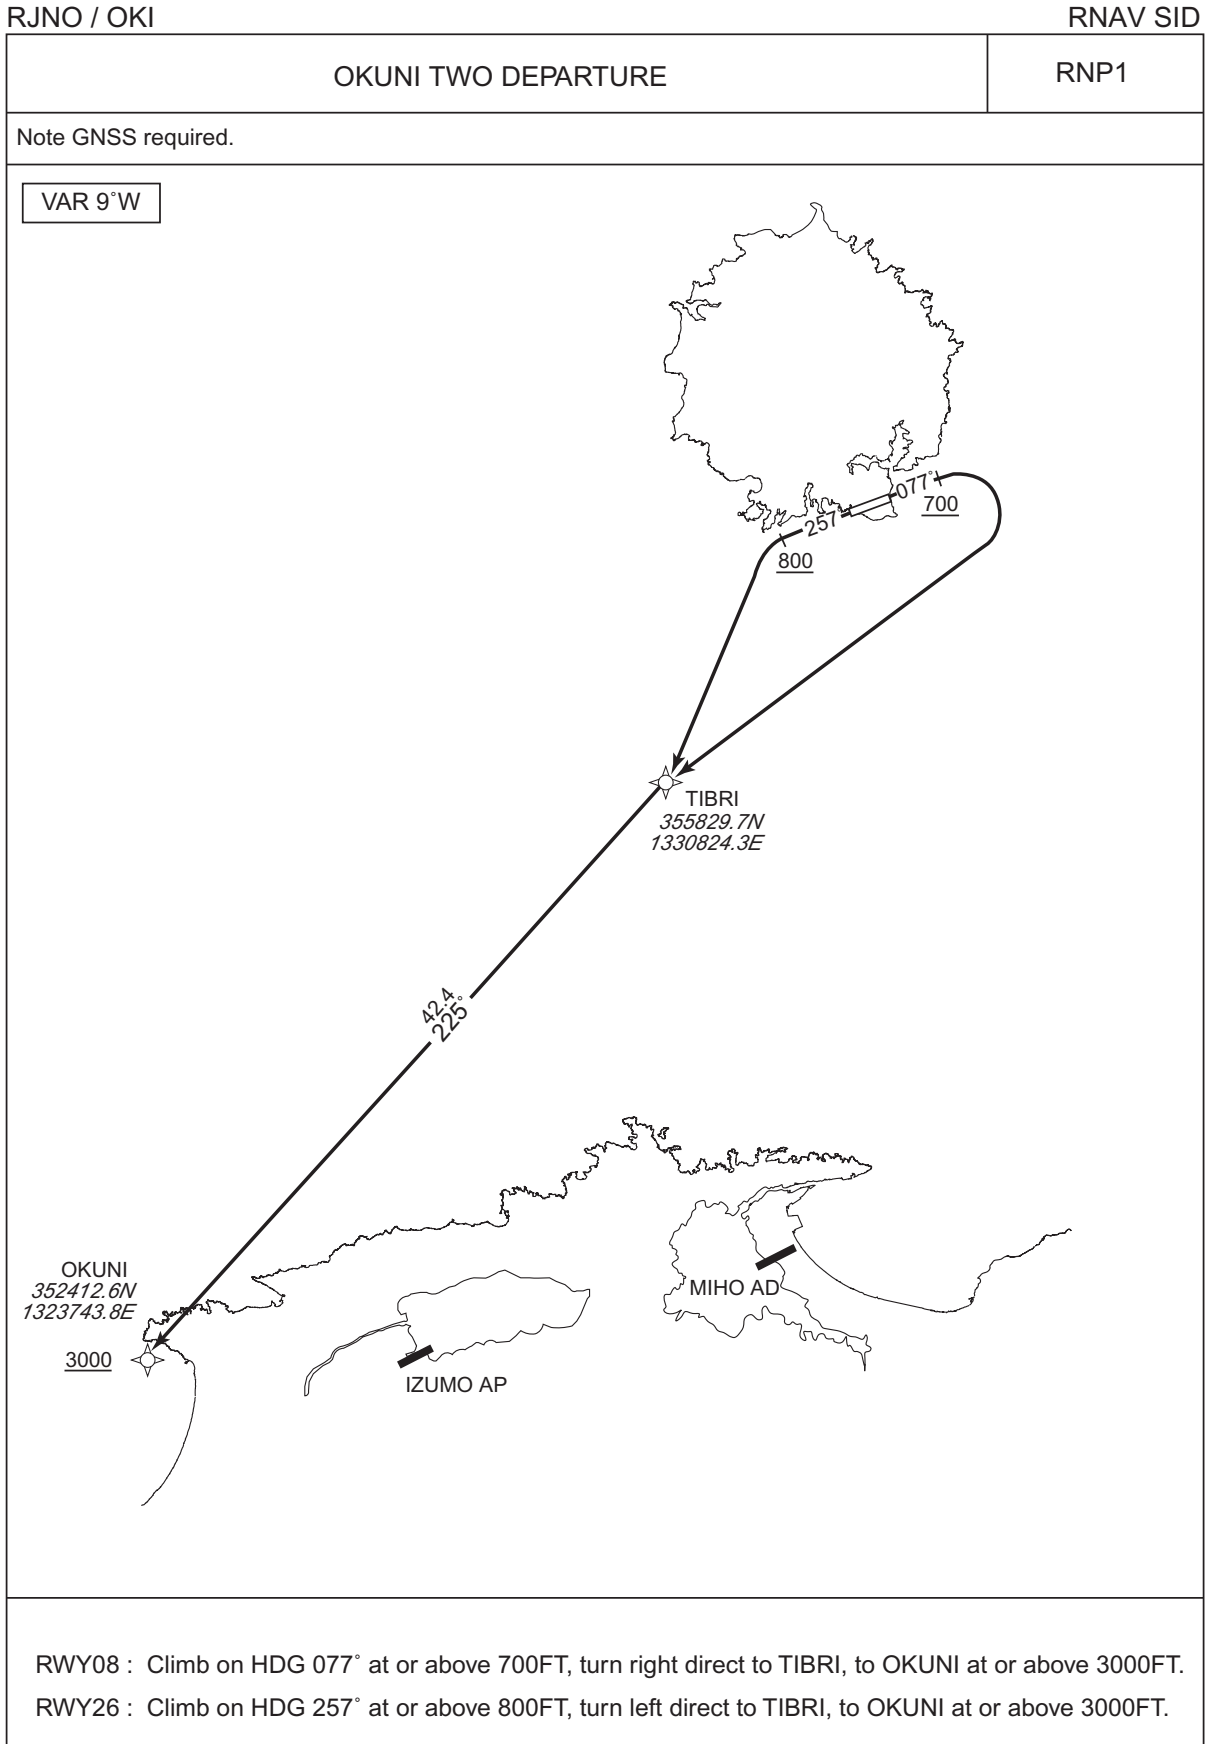 RJNO / OKI
RNAV SID
OKUNI TWO DEPARTURE
RNP1
Note GNSS required.
VAR 9˚W
077˚
700
257˚
800
TIBRI
355829.7N
1330824.3E
42.4
225˚
OKUNI
352412.6N
1323743.8E
3000
MIHO AD
IZUMO AP
RWY08 : Climb on HDG 077˚ at or above 700FT, turn right direct to TIBRI, to OKUNI at or above 3000FT.
RWY26 : Climb on HDG 257˚ at or above 800FT, turn left direct to TIBRI, to OKUNI at or above 3000FT.